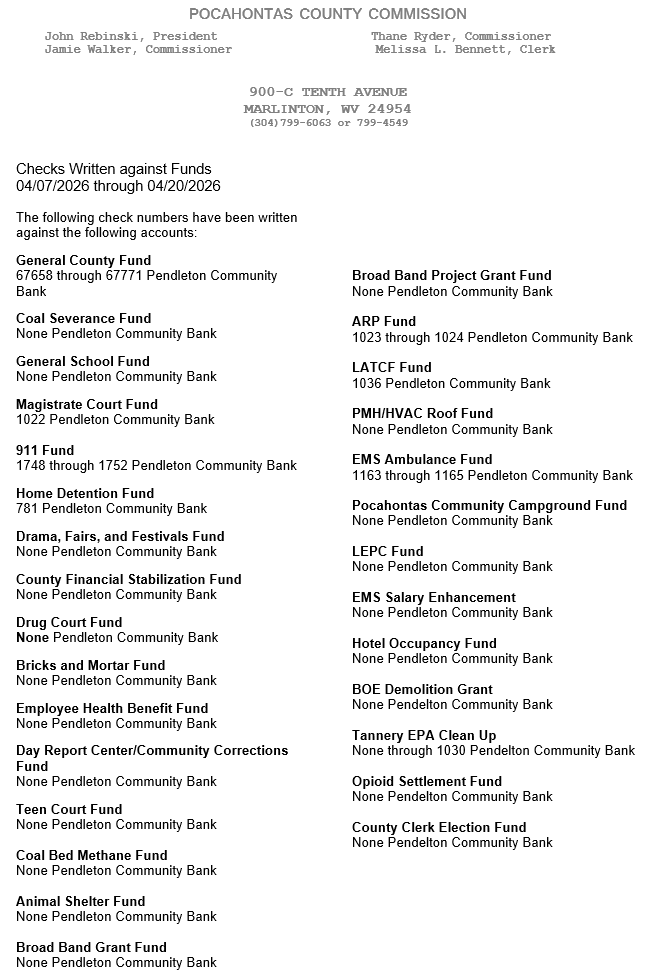 POCAHONTAS COUNTY COMMISSION
John Rebinski, President
Thane Ryder, Commissioner
Jamie Walker, Commissioner
Melissa L. Bennett, Clerk
900-C TENTH AVENUE
MARLINTON, WV 24954
(304)799-6063 or 799-4549
Checks Written against Funds
04/07/2026 through 04/20/2026
The following check numbers have been written
against the following accounts:
General County Fund
67658 through 67771 Pendleton Community
Bank
Coal Severance Fund
None Pendleton Community Bank
General School Fund
None Pendleton Community Bank
Magistrate Court Fund
1022 Pendleton Community Bank
911 Fund
1748 through 1752 Pendleton Community Bank
Home Detention Fund
781 Pendleton Community Bank
Drama, Fairs, and Festivals Fund
None Pendleton Community Bank
County Financial Stabilization Fund
None Pendleton Community Bank
Drug Court Fund
None Pendleton Community Bank
Bricks and Mortar Fund
None Pendleton Community Bank
Employee Health Benefit Fund
None Pendleton Community Bank
Day Report Center/Community Corrections
Fund
None Pendleton Community Bank
Teen Court Fund
None Pendleton Community Bank
Coal Bed Methane Fund
None Pendleton Community Bank
Animal Shelter Fund
None Pendleton Community Bank
Broad Band Grant Fund
None Pendleton Community Bank
Broad Band Project Grant Fund
None Pendleton Community Bank
ARP Fund
1023 through 1024 Pendleton Community Bank
LATCF Fund
1036 Pendleton Community Bank
PMH/HVAC Roof Fund
None Pendleton Community Bank
EMS Ambulance Fund
1163 through 1165 Pendleton Community Bank
Pocahontas Community Campground Fund
None Pendleton Community Bank
LEPC Fund
None Pendleton Community Bank
EMS Salary Enhancement
None Pendleton Community Bank
Hotel Occupancy Fund
None Pendleton Community Bank
BOE Demolition Grant
None Pendelton Community Bank
Tannery EPA Clean Up
None through 1030 Pendelton Community Bank
Opioid Settlement Fund
None Pendelton Community Bank
County Clerk Election Fund
None Pendelton Community Bank